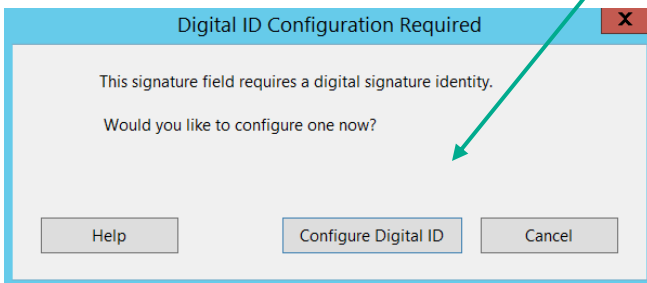 Digital ID Configuration Required
X
This signature field requires a digital signature identity.
Would you like to configure one now?
Help
Configure Digital ID
Cancel